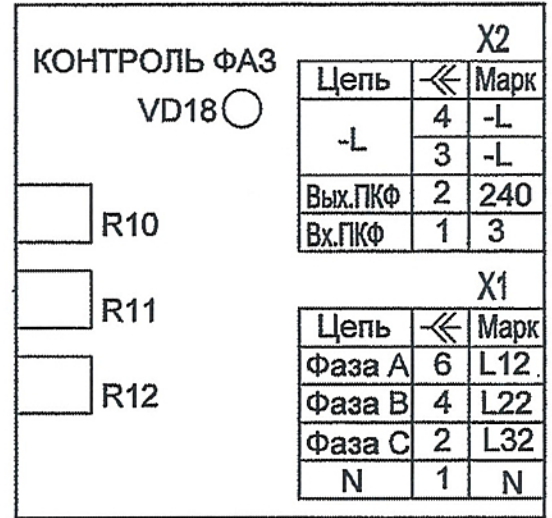 КОНТРОЛЬ ФАЗ
VD18
R10
R11
R12
X2
Цепь Марк
-L 4 -L
3 -L
Вых.ПКФ 2 240
Вх.ПКФ 1 3
X1
Цепь Марк
Фаза А 6 L12
Фаза В 4 L22
Фаза С 2 L32
N 1 N